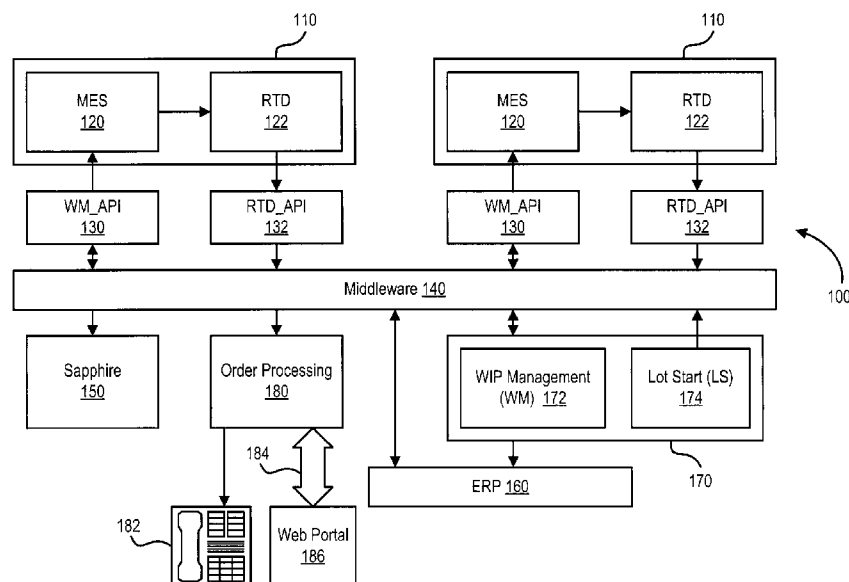 110
110
MES
120
RTD
122
MES
120
RTD
122
WM_API
130
RTD_API
132
WM_API
130
RTD_API
132
100
Middleware 140
Sapphire
150
Order Processing
180
WIP Management
(WM) 172
Lot Start (LS)
174
184
170
ERP 160
182
Web Portal
186